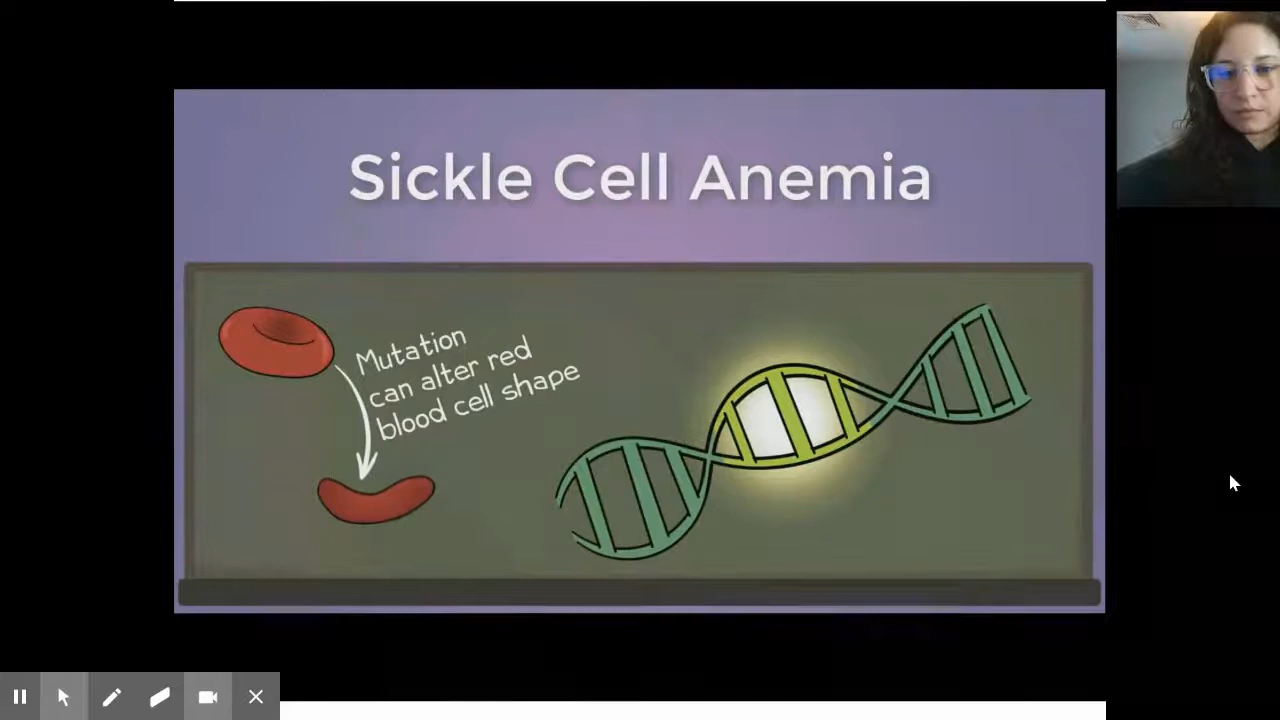 Sickle Cell Anemia
Mutation
can alter red
blood cell shape